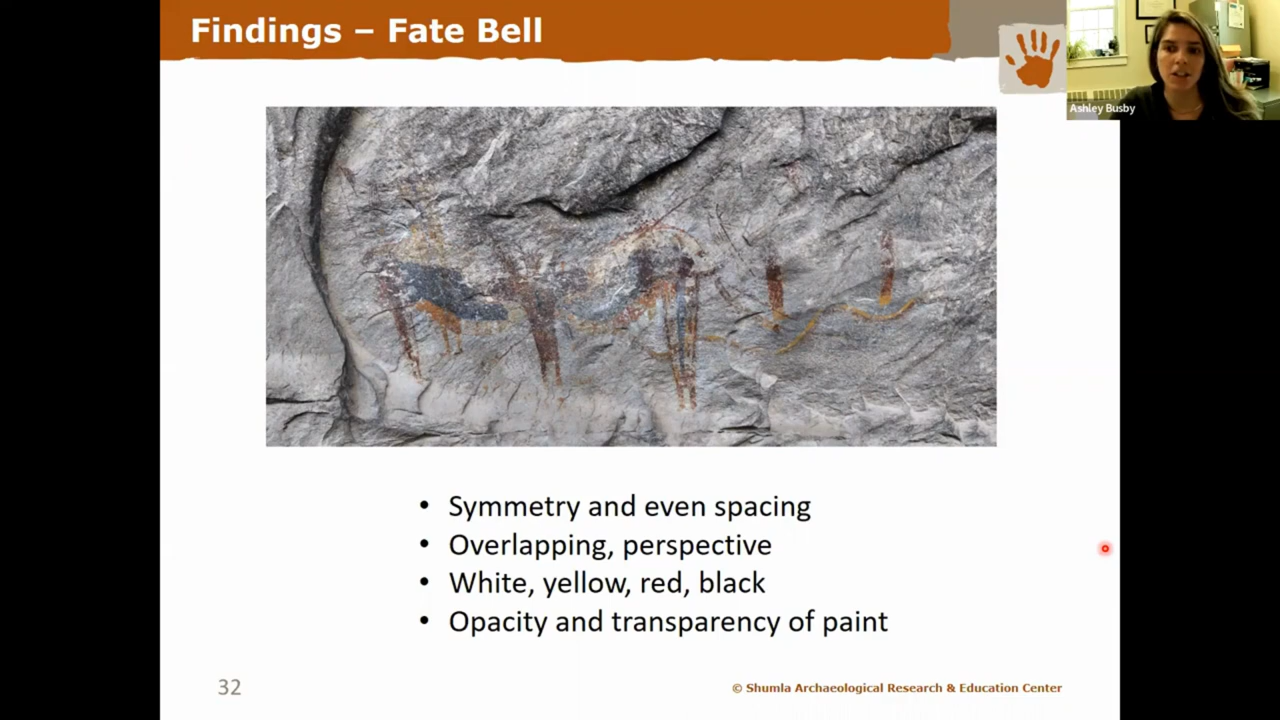 Findings – Fate Bell
Ashley Busby
• Symmetry and even spacing
• Overlapping, perspective
• White, yellow, red, black
• Opacity and transparency of paint
32
© Shumla Archaeological Research & Education Center